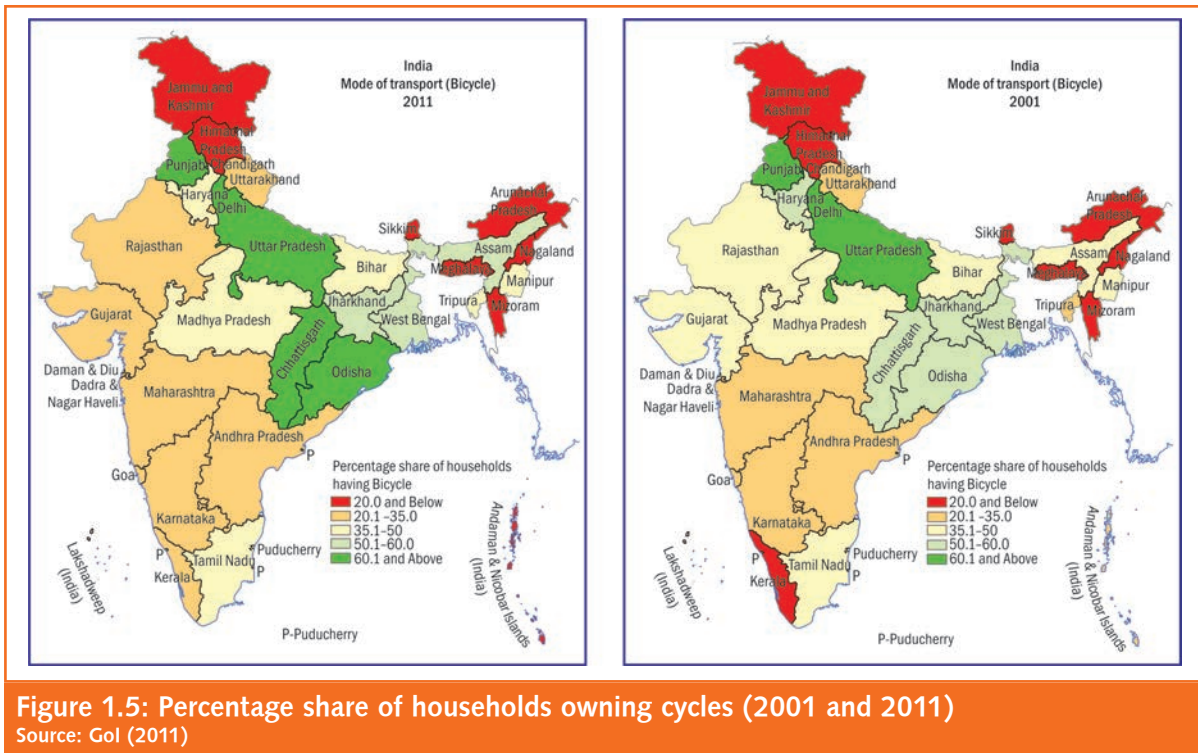 India
Mode of transport (Bicycle)
2011
Jammu and
Kashmir
Himachal
Pradesh
Punjab
Chandigarh
Uttarakhand
Haryana
Delhi
Arunachal
Pradesh
Rajasthan
Uttar Pradesh
Sikkim
Assam
Nagaland
Bihar
Meghalaya
Manipur
Gujarat
Madhya Pradesh
Jharkhand
Tripura
Mizoram
West Bengal
Chhattisgarh
Odisha
Daman & Diu
Dadra &
Nagar Haveli
Maharashtra
Andhra Pradesh
P
Goa
Percentage share of households
having Bicycle
20.0 and Below
20.1 –35.0
35.1–50
50.1–60.0
60.1 and Above
Karnataka
P
Puducherry
Tamil Nadu
P
Kerala
Lakshadweep
(India)
Andaman & Nicobar Islands
(India)
P-Puducherry
India
Mode of transport (Bicycle)
2001
Jammu and
Kashmir
Himachal
Pradesh
Punjab
Chandigarh
Uttarakhand
Haryana
Delhi
Arunachal
Pradesh
Rajasthan
Uttar Pradesh
Sikkim
Assam
Nagaland
Bihar
Meghalaya
Manipur
Gujarat
Madhya Pradesh
Jharkhand
Tripura
Mizoram
West Bengal
Chhattisgarh
Odisha
Daman & Diu
Dadra &
Nagar Haveli
Maharashtra
Andhra Pradesh
P
Goa
Percentage share of households
having Bicycle
20.0 and Below
20.1 –35.0
35.1–50
50.1–60.0
60.1 and Above
Karnataka
P
Puducherry
Tamil Nadu
P
Kerala
Lakshadweep
(India)
Andaman & Nicobar Islands
(India)
P-Puducherry
Figure 1.5: Percentage share of households owning cycles (2001 and 2011)
Source: GoI (2011)